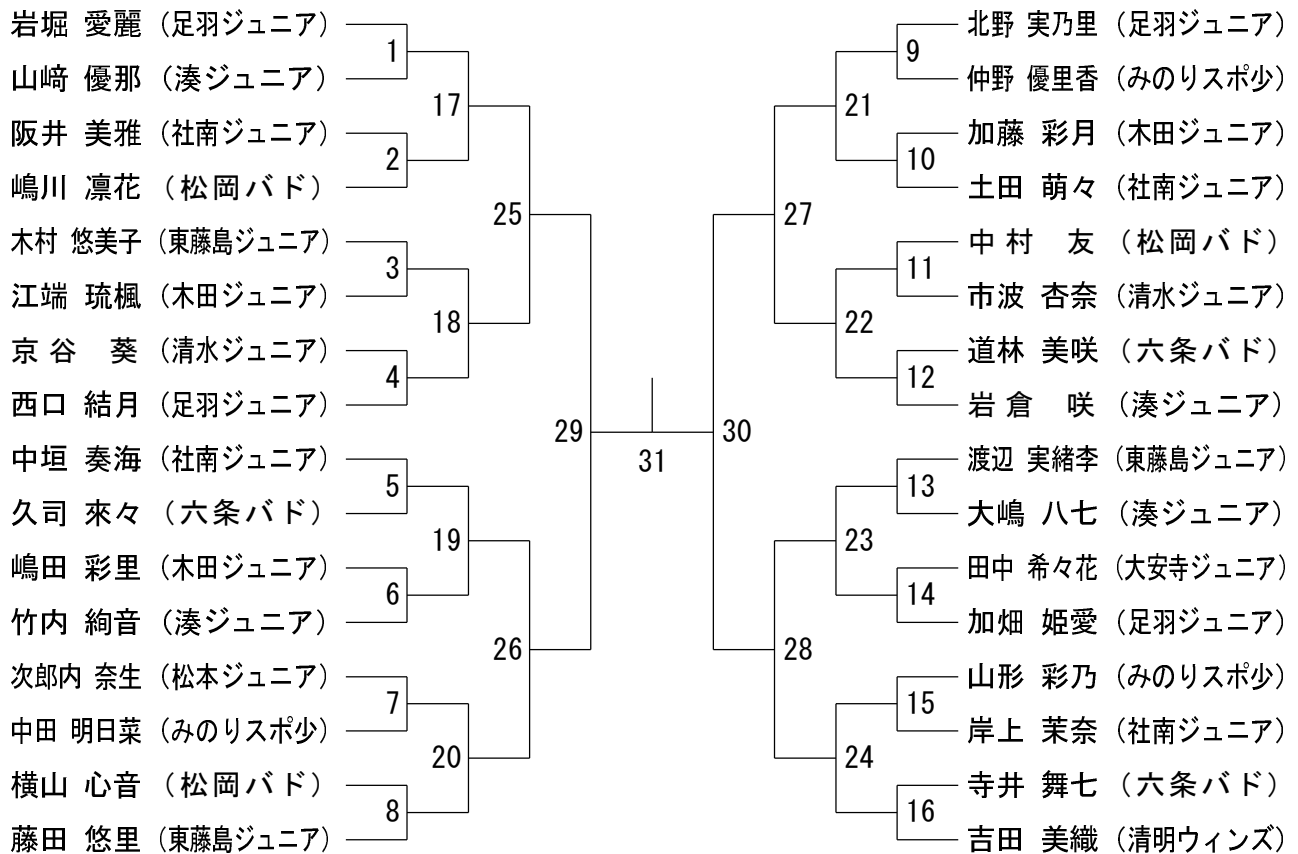 岩堀 愛麗 (足羽ジュニア)
1
山﨑 優那 (湊ジュニア)
17
阪井 美雅 (社南ジュニア)
2
嶋川 凛花 (松岡バド)
25
木村 悠美子 (東藤島ジュニア)
3
江端 琉楓 (木田ジュニア)
18
京谷 葵 (清水ジュニア)
4
西口 結月 (足羽ジュニア)
29
中垣 奏海 (社南ジュニア)
5
久司 來々 (六条バド)
19
嶋田 彩里 (木田ジュニア)
6
竹内 絢音 (湊ジュニア)
26
次郎内 奈生 (松本ジュニア)
7
中田 明日菜 (みのりスポ少)
20
横山 心音 (松岡バド)
8
藤田 悠里 (東藤島ジュニア)
31
北野 実乃里 (足羽ジュニア)
9
仲野 優里香 (みのりスポ少)
21
加藤 彩月 (木田ジュニア)
10
土田 萌々 (社南ジュニア)
27
中村 友 (松岡バド)
11
市波 杏奈 (清水ジュニア)
22
道林 美咲 (六条バド)
12
岩倉 咲 (湊ジュニア)
30
渡辺 実緒李 (東藤島ジュニア)
13
大嶋 八七 (湊ジュニア)
23
田中 希々花 (大安寺ジュニア)
14
加畑 姫愛 (足羽ジュニア)
28
山形 彩乃 (みのりスポ少)
15
岸上 茉奈 (社南ジュニア)
24
寺井 舞七 (六条バド)
16
吉田 美織 (清明ウィンズ)